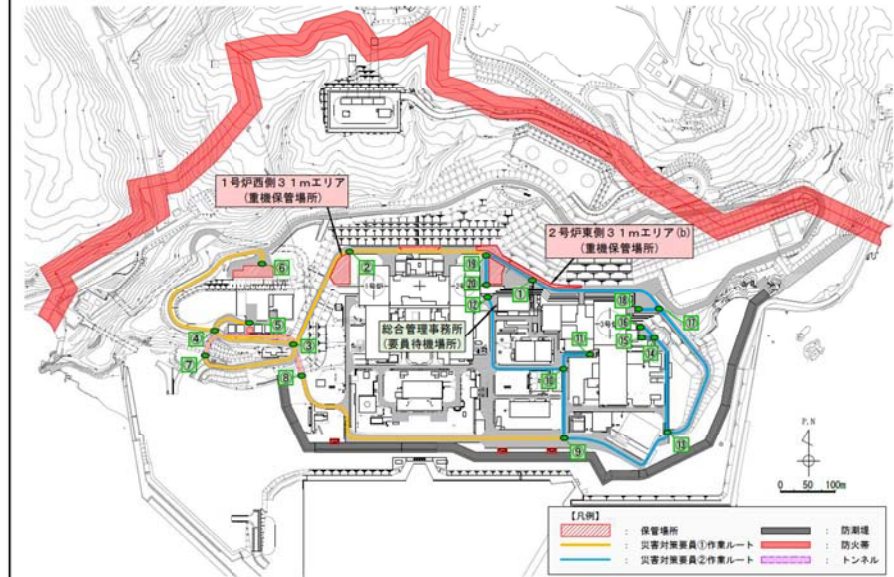 1号炉西側31mエリア
(重機保管場所)
2号炉東側31mエリア(b)
(重機保管場所)
⑥
②
⑲
⑳
①
⑫
⑱
⑰
総合管理事務所
(要員待機場所)
⑪
⑯
⑮
⑭
④
⑤
③
⑦
⑧
⑩
⑨
⑬
P.N
0 50 100m
【凡例】
: 保管場所
: 防潮堤
: 災害対策要員①作業ルート
: 防火帯
: 災害対策要員②作業ルート
: トンネル